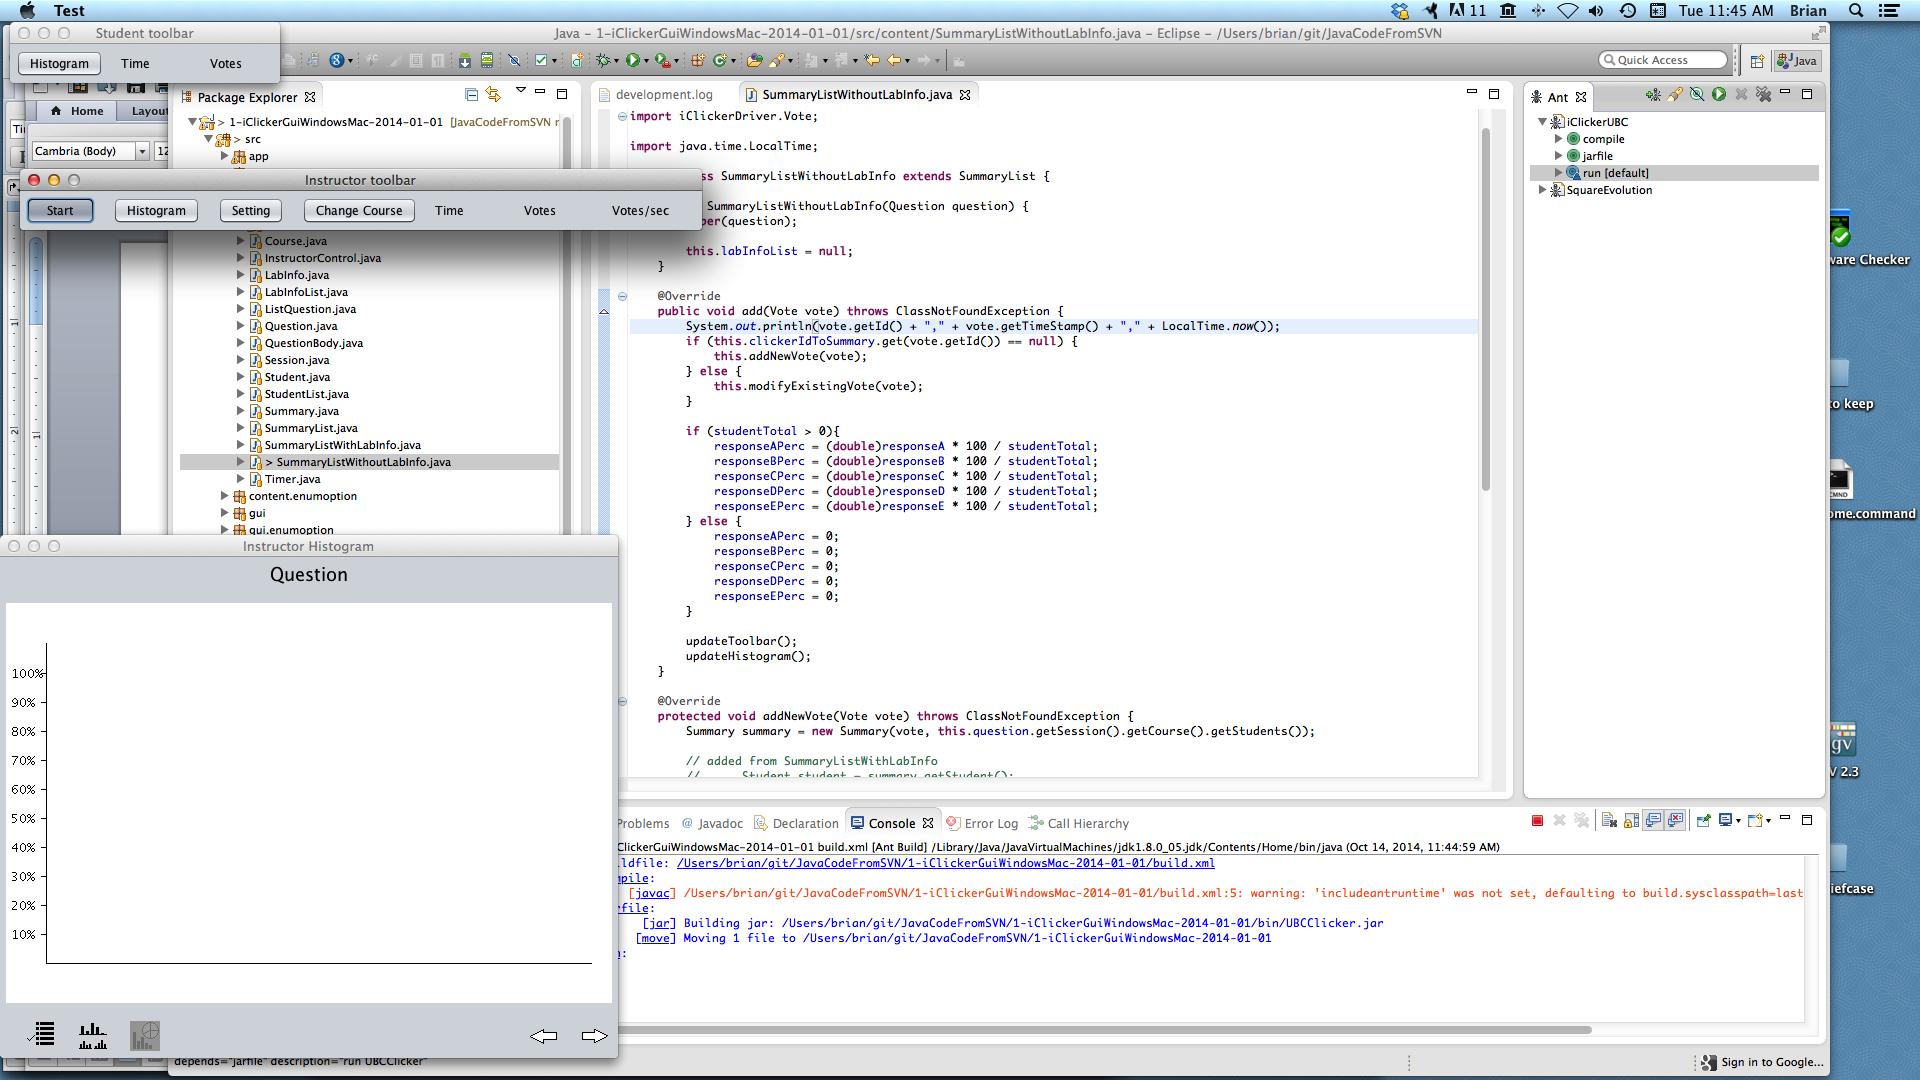 Test
11
Tue 11:45 AM
Brian
Student toolbar
Histogram
Time
Votes
Java - 1-iClickerGuiWindowsMac-2014-01-01/src/content/SummaryListWithoutLabInfo.java - Eclipse - /Users/brian/git/JavaCodeFromSVN
Quick Access
Java
Home
Layou
Cambria (Body)
12
Package Explorer
> 1-iClickerGuiWindowsMac-2014-01-01 [JavaCodeFromSVN r
> src
app
Instructor toolbar
Start
Histogram
Setting
Change Course
Time
Votes
Votes/sec
Course.java
InstructorControl.java
LabInfo.java
LabInfoList.java
ListQuestion.java
Question.java
QuestionBody.java
Session.java
Student.java
StudentList.java
Summary.java
SummaryList.java
SummaryListWithLabInfo.java
> SummaryListWithoutLabInfo.java
Timer.java
content.enumoption
gui
gui.enumoption
development.log
SummaryListWithoutLabInfo.java
import iClickerDriver.Vote;
import java.time.LocalTime;
ss SummaryListWithoutLabInfo extends SummaryList {
SummaryListWithoutLabInfo(Question question) {
per(question);
this.labInfoList = null;
}
@Override
public void add(Vote vote) throws ClassNotFoundException {
System.out.println(vote.getId() + "," + vote.getTimeStamp() + "," + LocalTime.now());
if (this.clickerIdToSummary.get(vote.getId()) == null) {
this.addNewVote(vote);
} else {
this.modifyExistingVote(vote);
}
if (studentTotal > 0){
responseAPerc = (double)responseA * 100 / studentTotal;
responseBPerc = (double)responseB * 100 / studentTotal;
responseCPerc = (double)responseC * 100 / studentTotal;
responseDPerc = (double)responseD * 100 / studentTotal;
responseEPerc = (double)responseE * 100 / studentTotal;
} else {
responseAPerc = 0;
responseBPerc = 0;
responseCPerc = 0;
responseDPerc = 0;
responseEPerc = 0;
}
updateToolbar();
updateHistogram();
}
@Override
protected void addNewVote(Vote vote) throws ClassNotFoundException {
Summary summary = new Summary(vote, this.question.getSession().getCourse().getStudents());
// added from SummaryListWithLabInfo
// Student student = summary.getStudent();
Ant
iClickerUBC
compile
jarfile
run [default]
SquareEvolution
ware Checker
to keep
CMND
ome.command
gv
V 2.3
iefcase
Instructor Histogram
Question
100%
90%
80%
70%
60%
50%
40%
30%
20%
10%
Problems
@ Javadoc
Declaration
Console
Error Log
Call Hierarchy
ClickerGuiWindowsMac-2014-01-01 build.xml [Ant Build] /Library/Java/JavaVirtualMachines/jdk1.8.0_05.jdk/Contents/Home/bin/java (Oct 14, 2014, 11:44:59 AM)
ildfile: /Users/brian/git/JavaCodeFromSVN/1-iClickerGuiWindowsMac-2014-01-01/build.xml
mpile:
[javac] /Users/brian/git/JavaCodeFromSVN/1-iClickerGuiWindowsMac-2014-01-01/build.xml:5: warning: 'includeantruntime' was not set, defaulting to build.sysclasspath=last
rfile:
[jar] Building jar: /Users/brian/git/JavaCodeFromSVN/1-iClickerGuiWindowsMac-2014-01-01/bin/UBCClicker.jar
[move] Moving 1 file to /Users/brian/git/JavaCodeFromSVN/1-iClickerGuiWindowsMac-2014-01-01
n:
depends="jarfile" description="run UBCClicker"
Sign in to Google...